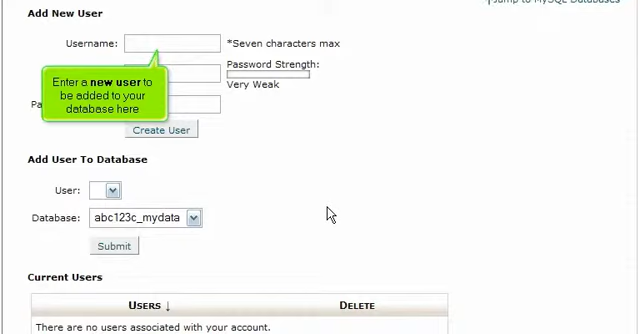 Jump to MySQL Databases
Add New User
Username: *Seven characters max
Password Strength:
Very Weak
Enter a new user to
be added to your
database here
Pa
Create User
Add User To Database
User:
Database: abc123c_mydata
Submit
Current Users
USERS ↓ DELETE
There are no users associated with your account.